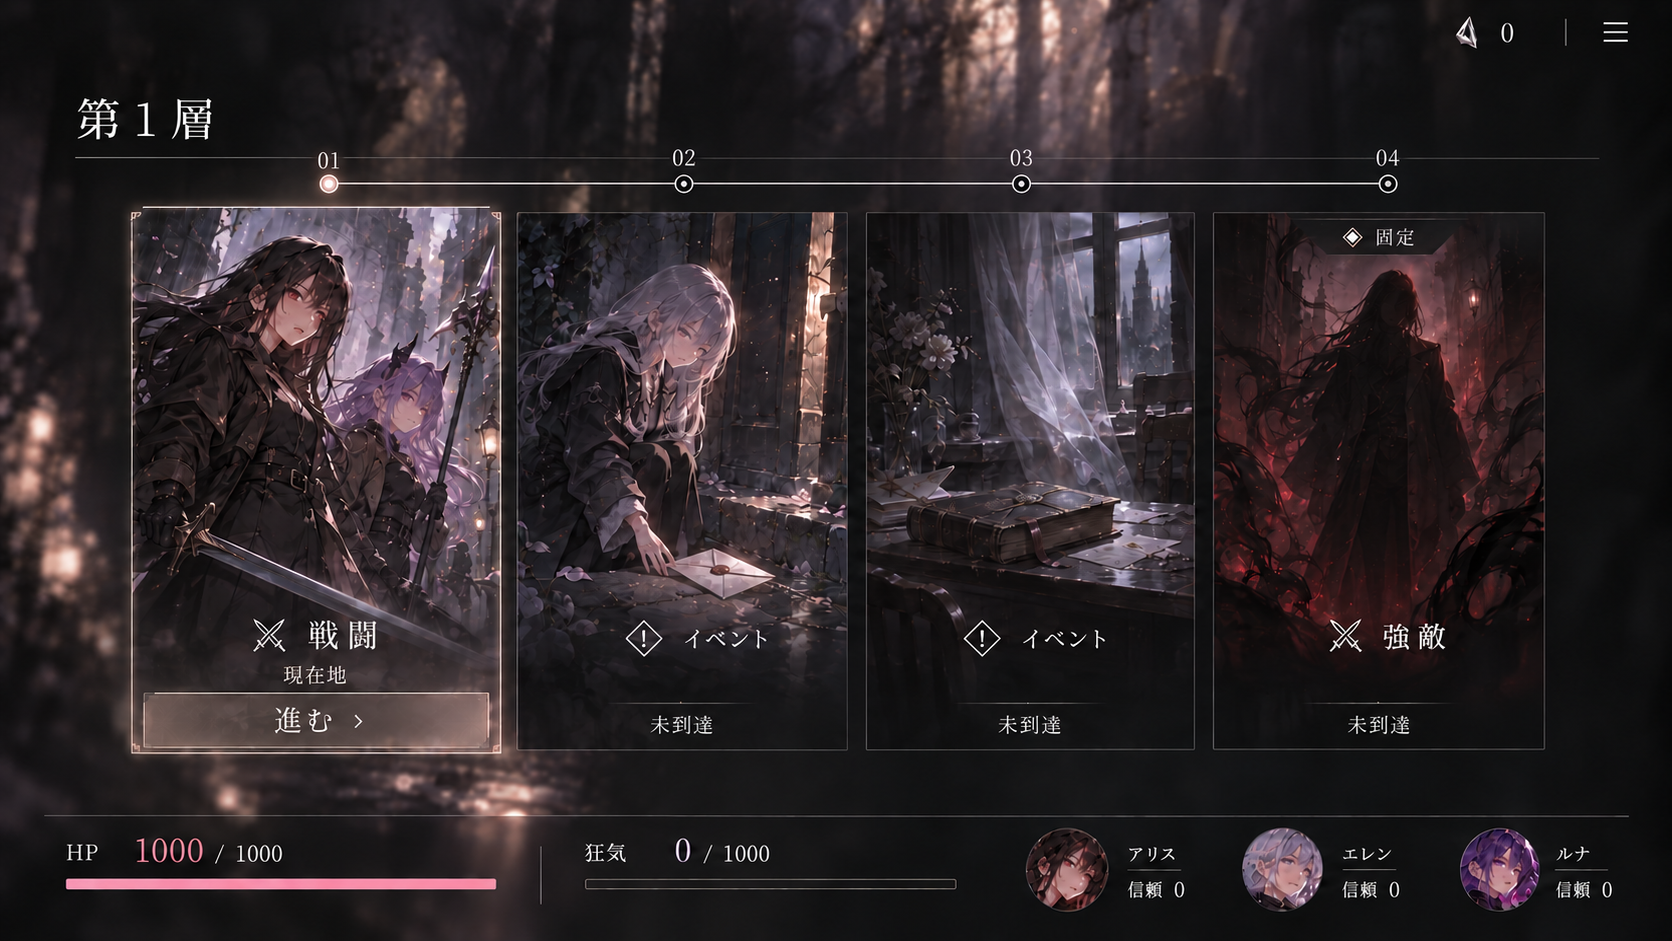 0
第1層
01
02
03
04
固定
戦闘
現在地
進む >
イベント
未到達
イベント
未到達
強敵
未到達
HP 1000 / 1000
狂気 0 / 1000
アリス
信頼 0
エレン
信頼 0
ルナ
信頼 0